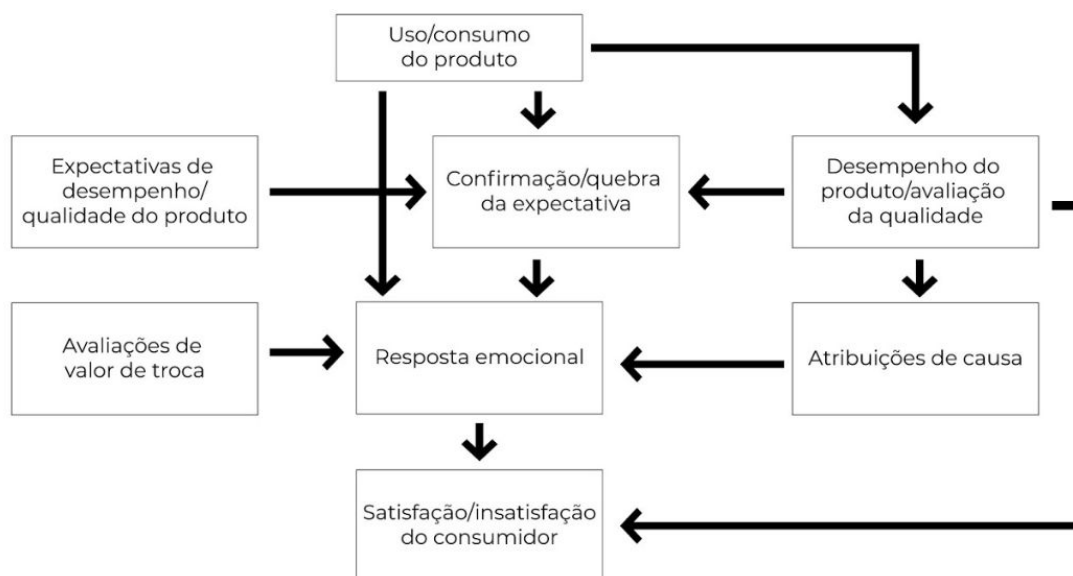 Uso/consumo
do produto
Expectativas de
desempenho/
qualidade do produto
Confirmação/quebra
da expectativa
Desempenho do
produto/avaliação
da qualidade
Avaliações de
valor de troca
Resposta emocional
Atribuições de causa
Satisfação/insatisfação
do consumidor